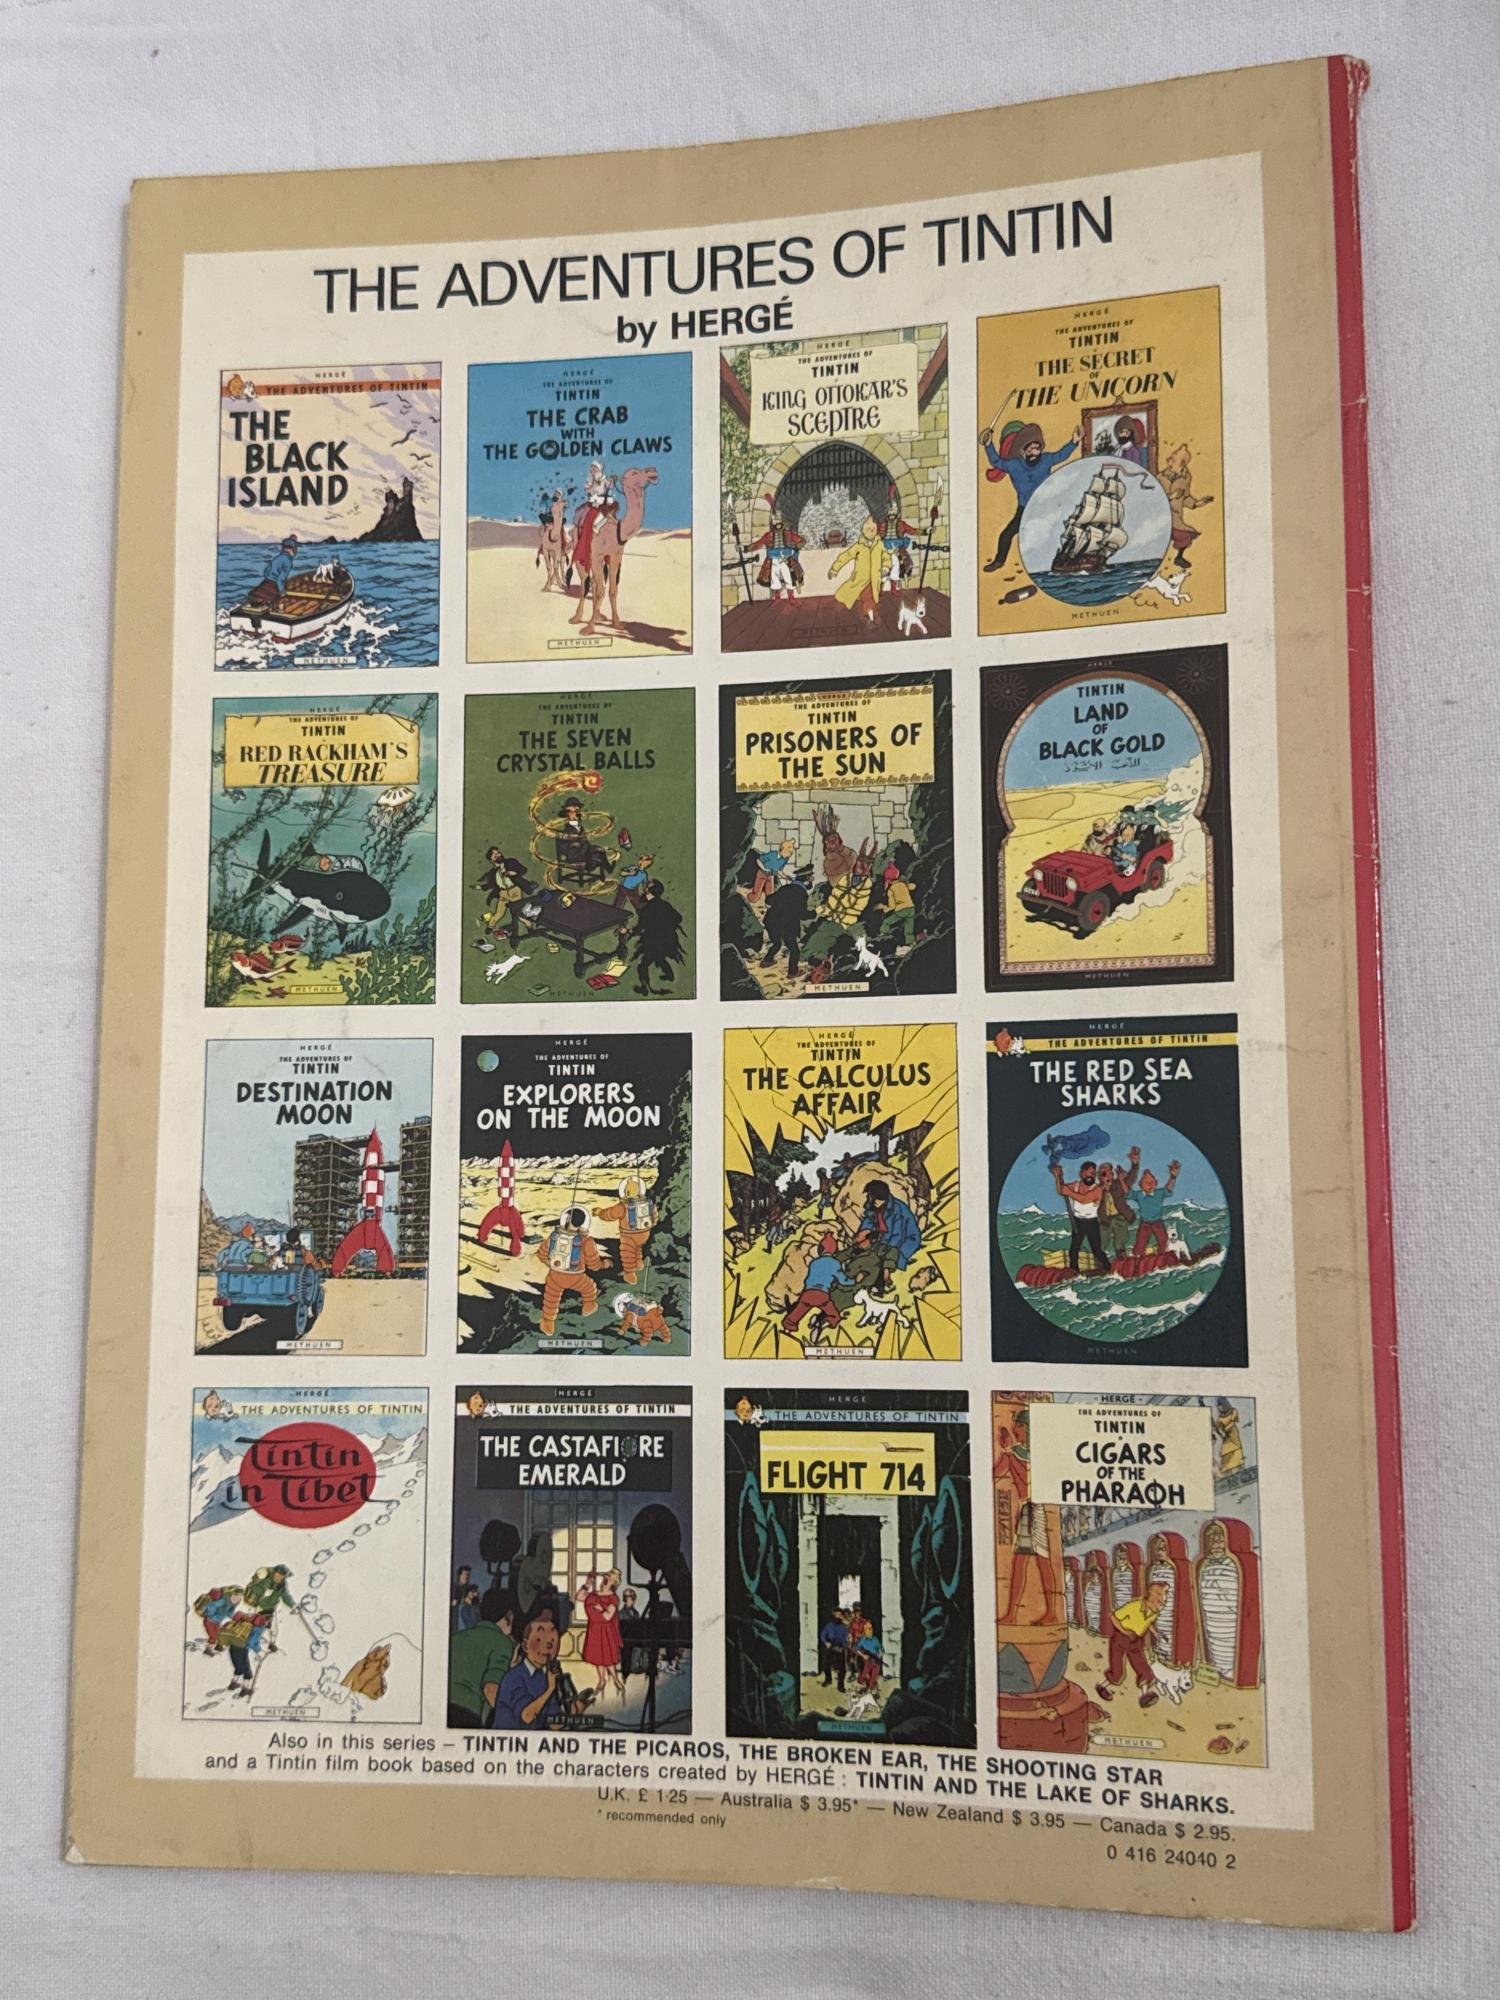 THE ADVENTURES OF TINTIN
by HERGÉ
HERGÉ
THE ADVENTURES OF TINTIN
THE
BLACK
ISLAND
METHUEN
HERGÉ
THE ADVENTURES OF
TINTIN
THE CRAB
WITH
THE GOLDEN CLAWS
METHUEN
HERGÉ
THE ADVENTURES OF
TINTIN
KING OTTOKAR'S
SCEPTRE
METHUEN
HERGÉ
THE ADVENTURES OF
TINTIN
THE SECRET
OF
THE UNICORN
METHUEN
HERGÉ
THE ADVENTURES OF
TINTIN
RED RACKHAM'S
TREASURE
METHUEN
HERGÉ
THE ADVENTURES OF
TINTIN
THE SEVEN
CRYSTAL BALLS
METHUEN
HERGÉ
THE ADVENTURES OF
TINTIN
PRISONERS OF
THE SUN
METHUEN
HERGÉ
TINTIN
LAND
OF
BLACK GOLD
METHUEN
HERGÉ
THE ADVENTURES OF
TINTIN
DESTINATION
MOON
METHUEN
HERGÉ
THE ADVENTURES OF
TINTIN
EXPLORERS
ON THE MOON
METHUEN
HERGÉ
THE ADVENTURES OF
TINTIN
THE CALCULUS
AFFAIR
METHUEN
HERGÉ
THE ADVENTURES OF TINTIN
THE RED SEA
SHARKS
METHUEN
HERGÉ
THE ADVENTURES OF TINTIN
Tintin
in Tibet
METHUEN
HERGÉ
THE ADVENTURES OF TINTIN
THE CASTAFIORE
EMERALD
METHUEN
HERGÉ
THE ADVENTURES OF TINTIN
FLIGHT 714
METHUEN
- HERGÉ -
THE ADVENTURES OF
TINTIN
CIGARS
OF THE
PHARAOH
METHUEN
Also in this series – TINTIN AND THE PICAROS, THE BROKEN EAR, THE SHOOTING STAR
and a Tintin film book based on the characters created by HERGÉ : TINTIN AND THE LAKE OF SHARKS.
U.K. £ 1·25 — Australia $ 3.95* — New Zealand $ 3.95 — Canada $ 2.95.
* recommended only
0 416 24040 2